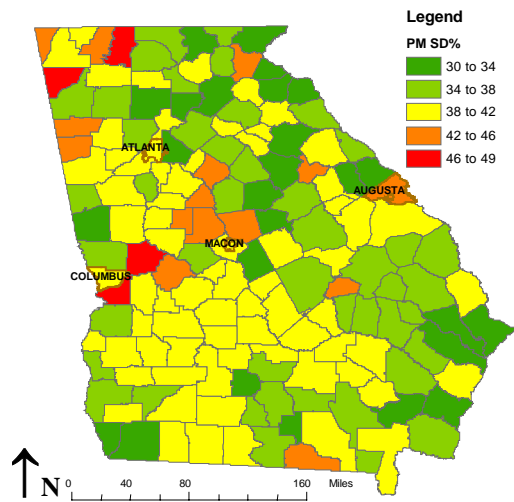 Legend
PM SD%
30 to 34
34 to 38
38 to 42
42 to 46
46 to 49
ATLANTA
AUGUSTA
MACON
COLUMBUS
N
0 40 80 160 Miles